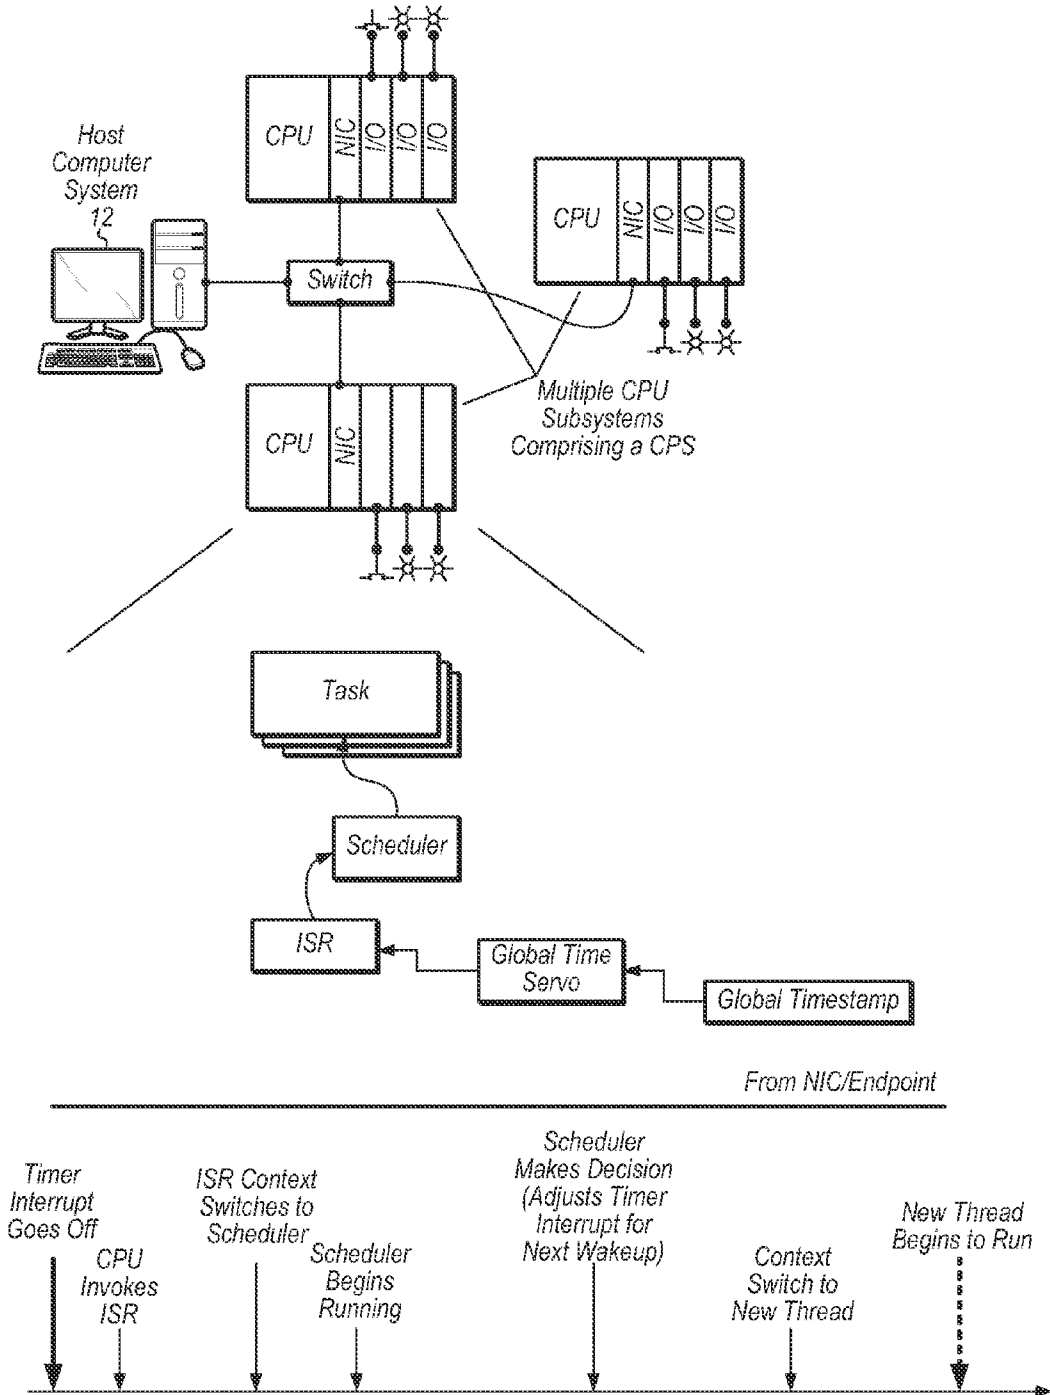 CPU
NIC
I/O
I/O
I/O
Host
Computer
System
12
CPU
NIC
I/O
I/O
I/O
Switch
CPU
NIC
Multiple CPU
Subsystems
Comprising a CPS
Task
Scheduler
ISR
Global Time
Servo
Global Timestamp
From NIC/Endpoint
Timer
Interrupt
Goes Off
CPU
Invokes
ISR
ISR Context
Switches to
Scheduler
Scheduler
Begins
Running
Scheduler
Makes Decision
(Adjusts Timer
Interrupt for
Next Wakeup)
Context
Switch to
New Thread
New Thread
Begins to Run